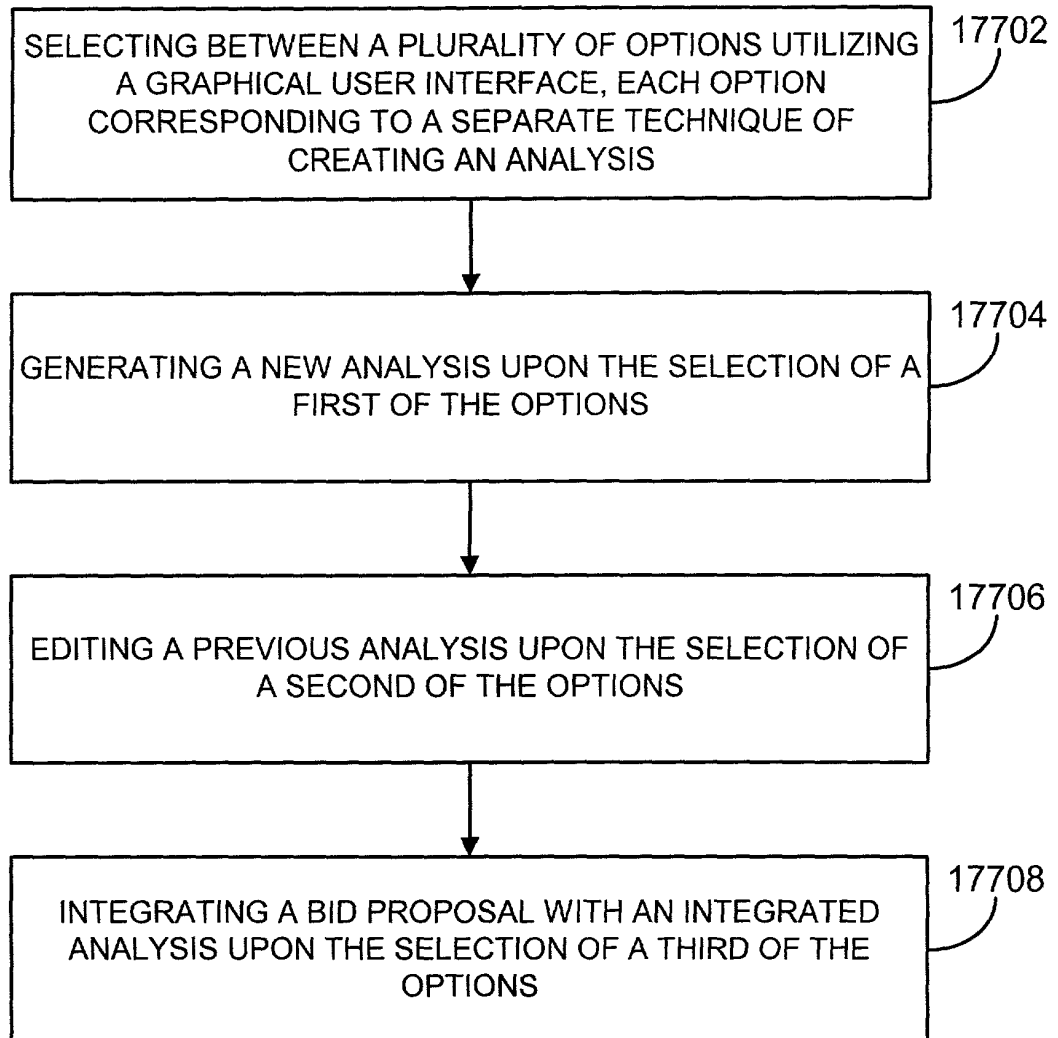 SELECTING BETWEEN A PLURALITY OF OPTIONS UTILIZING
A GRAPHICAL USER INTERFACE, EACH OPTION
CORRESPONDING TO A SEPARATE TECHNIQUE OF
CREATING AN ANALYSIS
17702
GENERATING A NEW ANALYSIS UPON THE SELECTION OF A
FIRST OF THE OPTIONS
17704
EDITING A PREVIOUS ANALYSIS UPON THE SELECTION OF
A SECOND OF THE OPTIONS
17706
INTEGRATING A BID PROPOSAL WITH AN INTEGRATED
ANALYSIS UPON THE SELECTION OF A THIRD OF THE
OPTIONS
17708